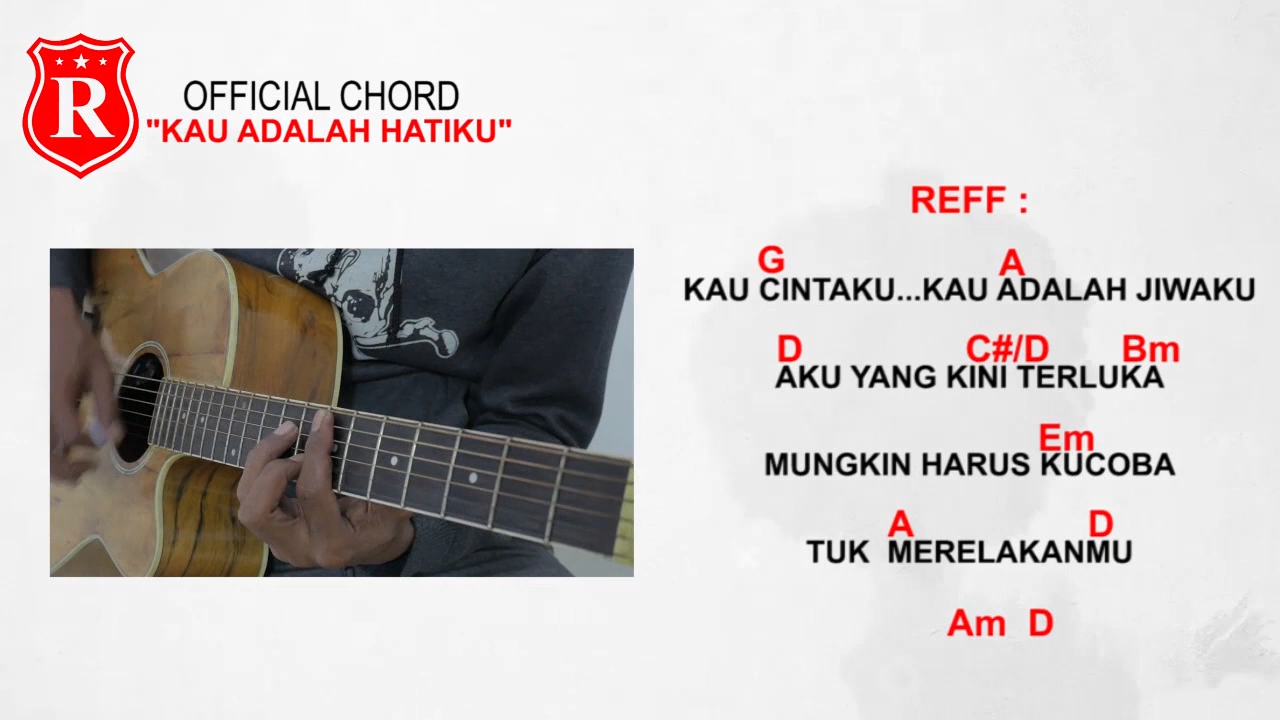 R
OFFICIAL CHORD
"KAU ADALAH HATIKU"
REFF :
G A
KAU CINTAKU...KAU ADALAH JIWAKU
D C#/D Bm
AKU YANG KINI TERLUKA
Em
MUNGKIN HARUS KUCOBA
A D
TUK MERELAKANMU
Am D